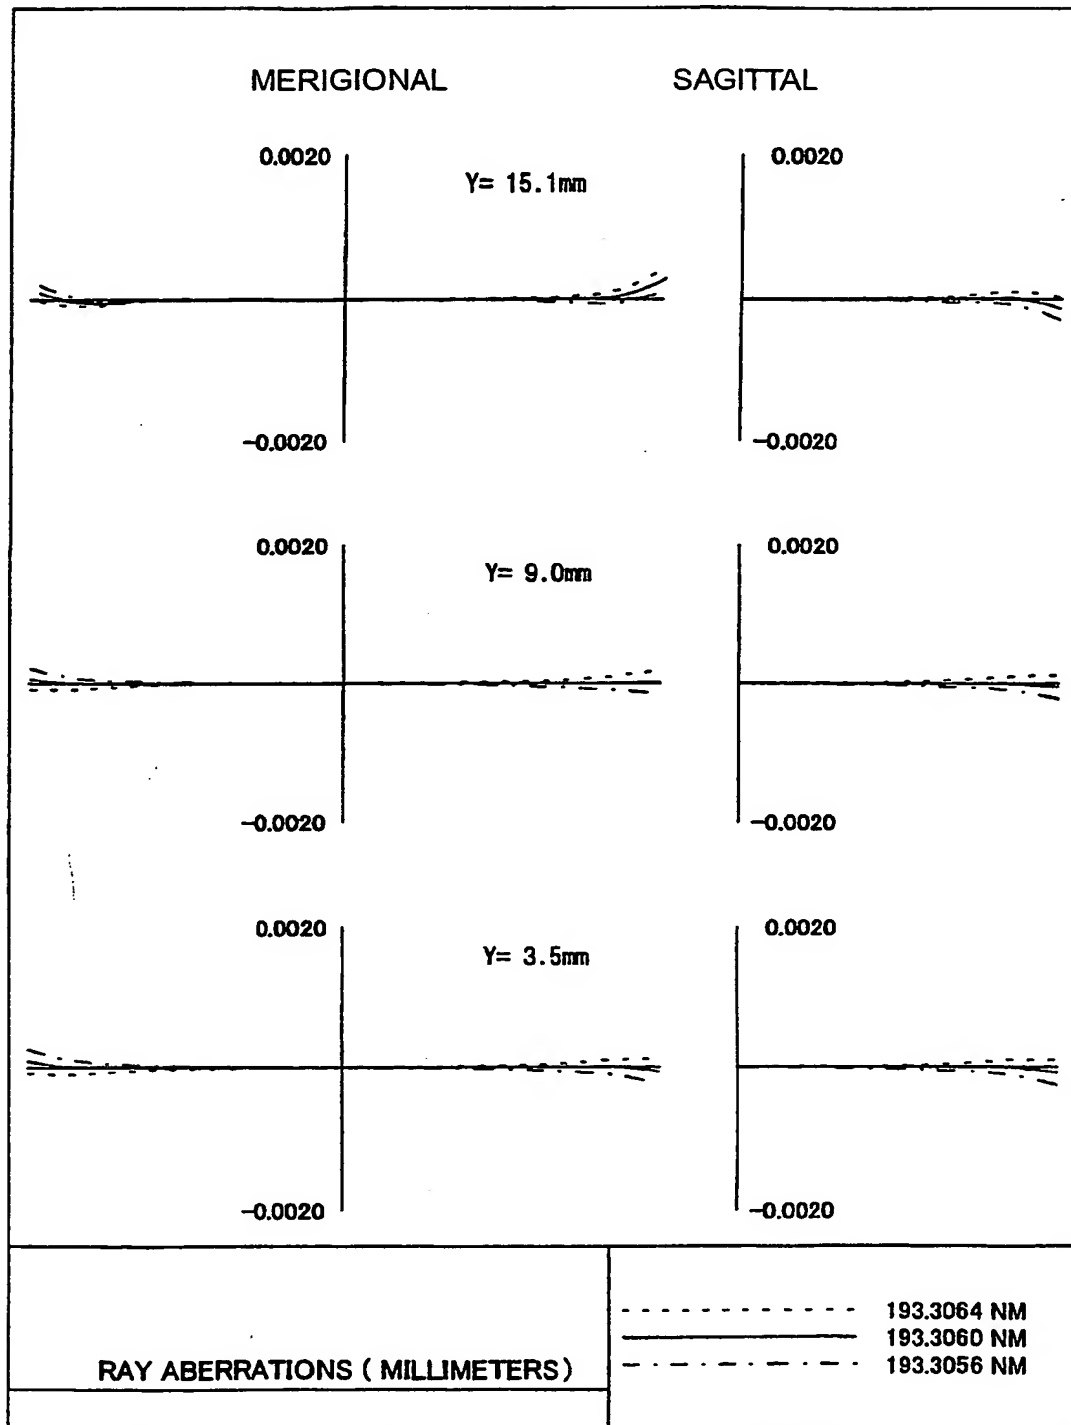 MERIGIONAL SAGITTAL
0.0020 0.0020
Y= 15.1mm
-0.0020 -0.0020
0.0020 0.0020
Y= 9.0mm
-0.0020 -0.0020
0.0020 0.0020
Y= 3.5mm
-0.0020 -0.0020
193.3064 NM
193.3060 NM
193.3056 NM
RAY ABERRATIONS ( MILLIMETERS)